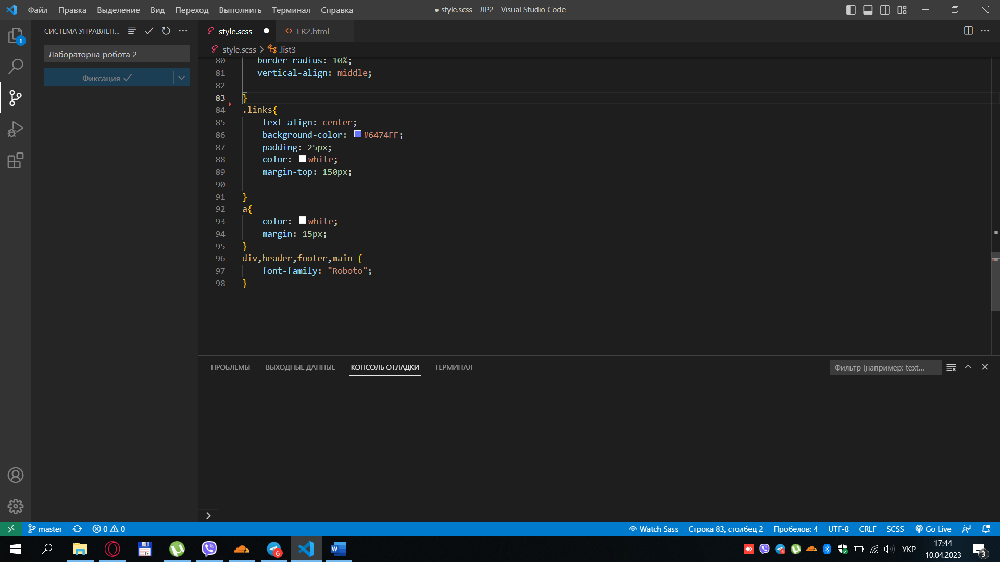 Файл Правка Выделение Вид Переход Выполнить Терминал Справка
● style.scss - ЛР2 - Visual Studio Code
СИСТЕМА УПРАВЛЕН...
style.scss
LR2.html
1
Лабораторна робота 2
Фиксация
style.scss > .list3
80 border-radius: 10%;
81 vertical-align: middle;
82
83 }
84 .links{
85 text-align: center;
86 background-color: #6474FF;
87 padding: 25px;
88 color: white;
89 margin-top: 150px;
90
91 }
92 a{
93 color: white;
94 margin: 15px;
95 }
96 div,header,footer,main {
97 font-family: "Roboto";
98 }
ПРОБЛЕМЫ ВЫХОДНЫЕ ДАННЫЕ КОНСОЛЬ ОТЛАДКИ ТЕРМИНАЛ
Фильтр (например: text...
master 0 0
Watch Sass Строка 83, столбец 2 Пробелов: 4 UTF-8 CRLF SCSS Go Live
64
6
W
УКР
17:44
10.04.2023
3